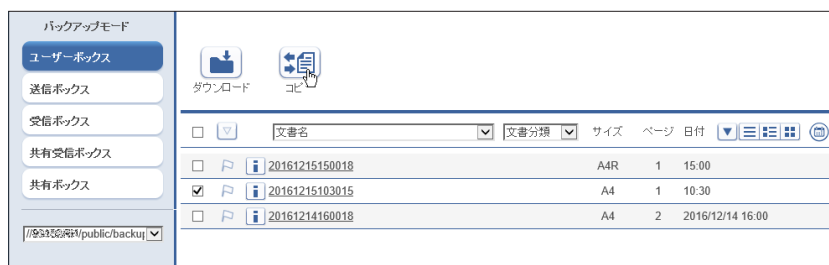 バックアップモード
ユーザーボックス
送信ボックス
受信ボックス
共有受信ボックス
共有ボックス
/public/backup
ダウンロード
コピー
文書名 文書分類 サイズ ページ 日付
20161215150018 A4R 1 15:00
20161215103015 A4 1 10:30
20161214160018 A4 2 2016/12/14 16:00